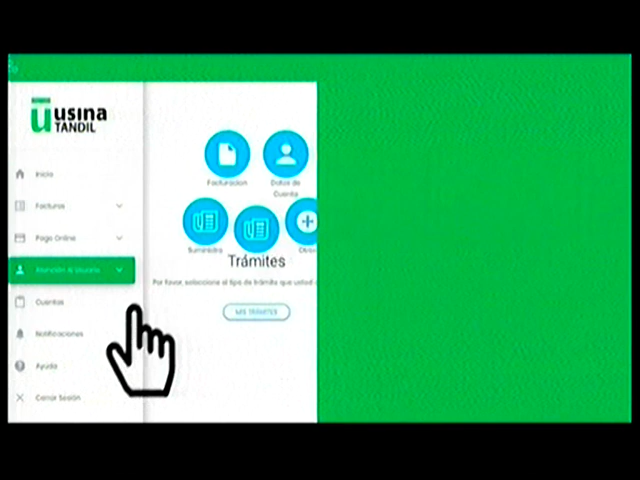 usina
TANDIL
Inicio
Facturas
Pago Online
Atención Al Usuario
Cuentas
Notificaciones
Ayuda
Cerrar Sesión
Facturacion
Datos de
Cuenta
Suministro
Otros
Trámites
Por favor, seleccione el tipo de trámite que usted
MIS TRÁMITES